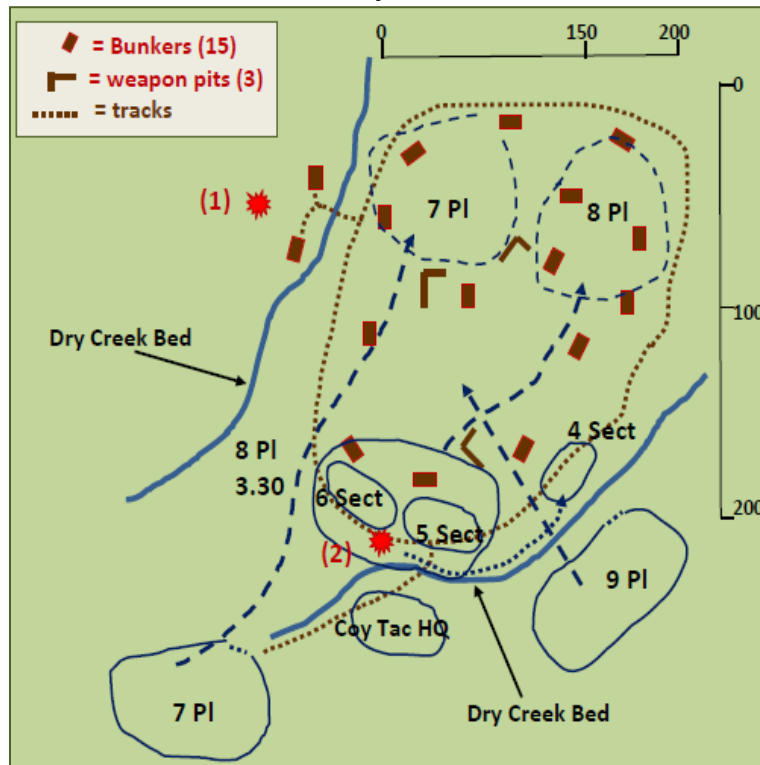 = Bunkers (15)
= weapon pits (3)
= tracks
0
150
200
0
(1)
7 Pl
8 Pl
100
Dry Creek Bed
8 Pl
3.30
4 Sect
6 Sect
5 Sect
200
(2)
9 Pl
Coy Tac HQ
7 Pl
Dry Creek Bed